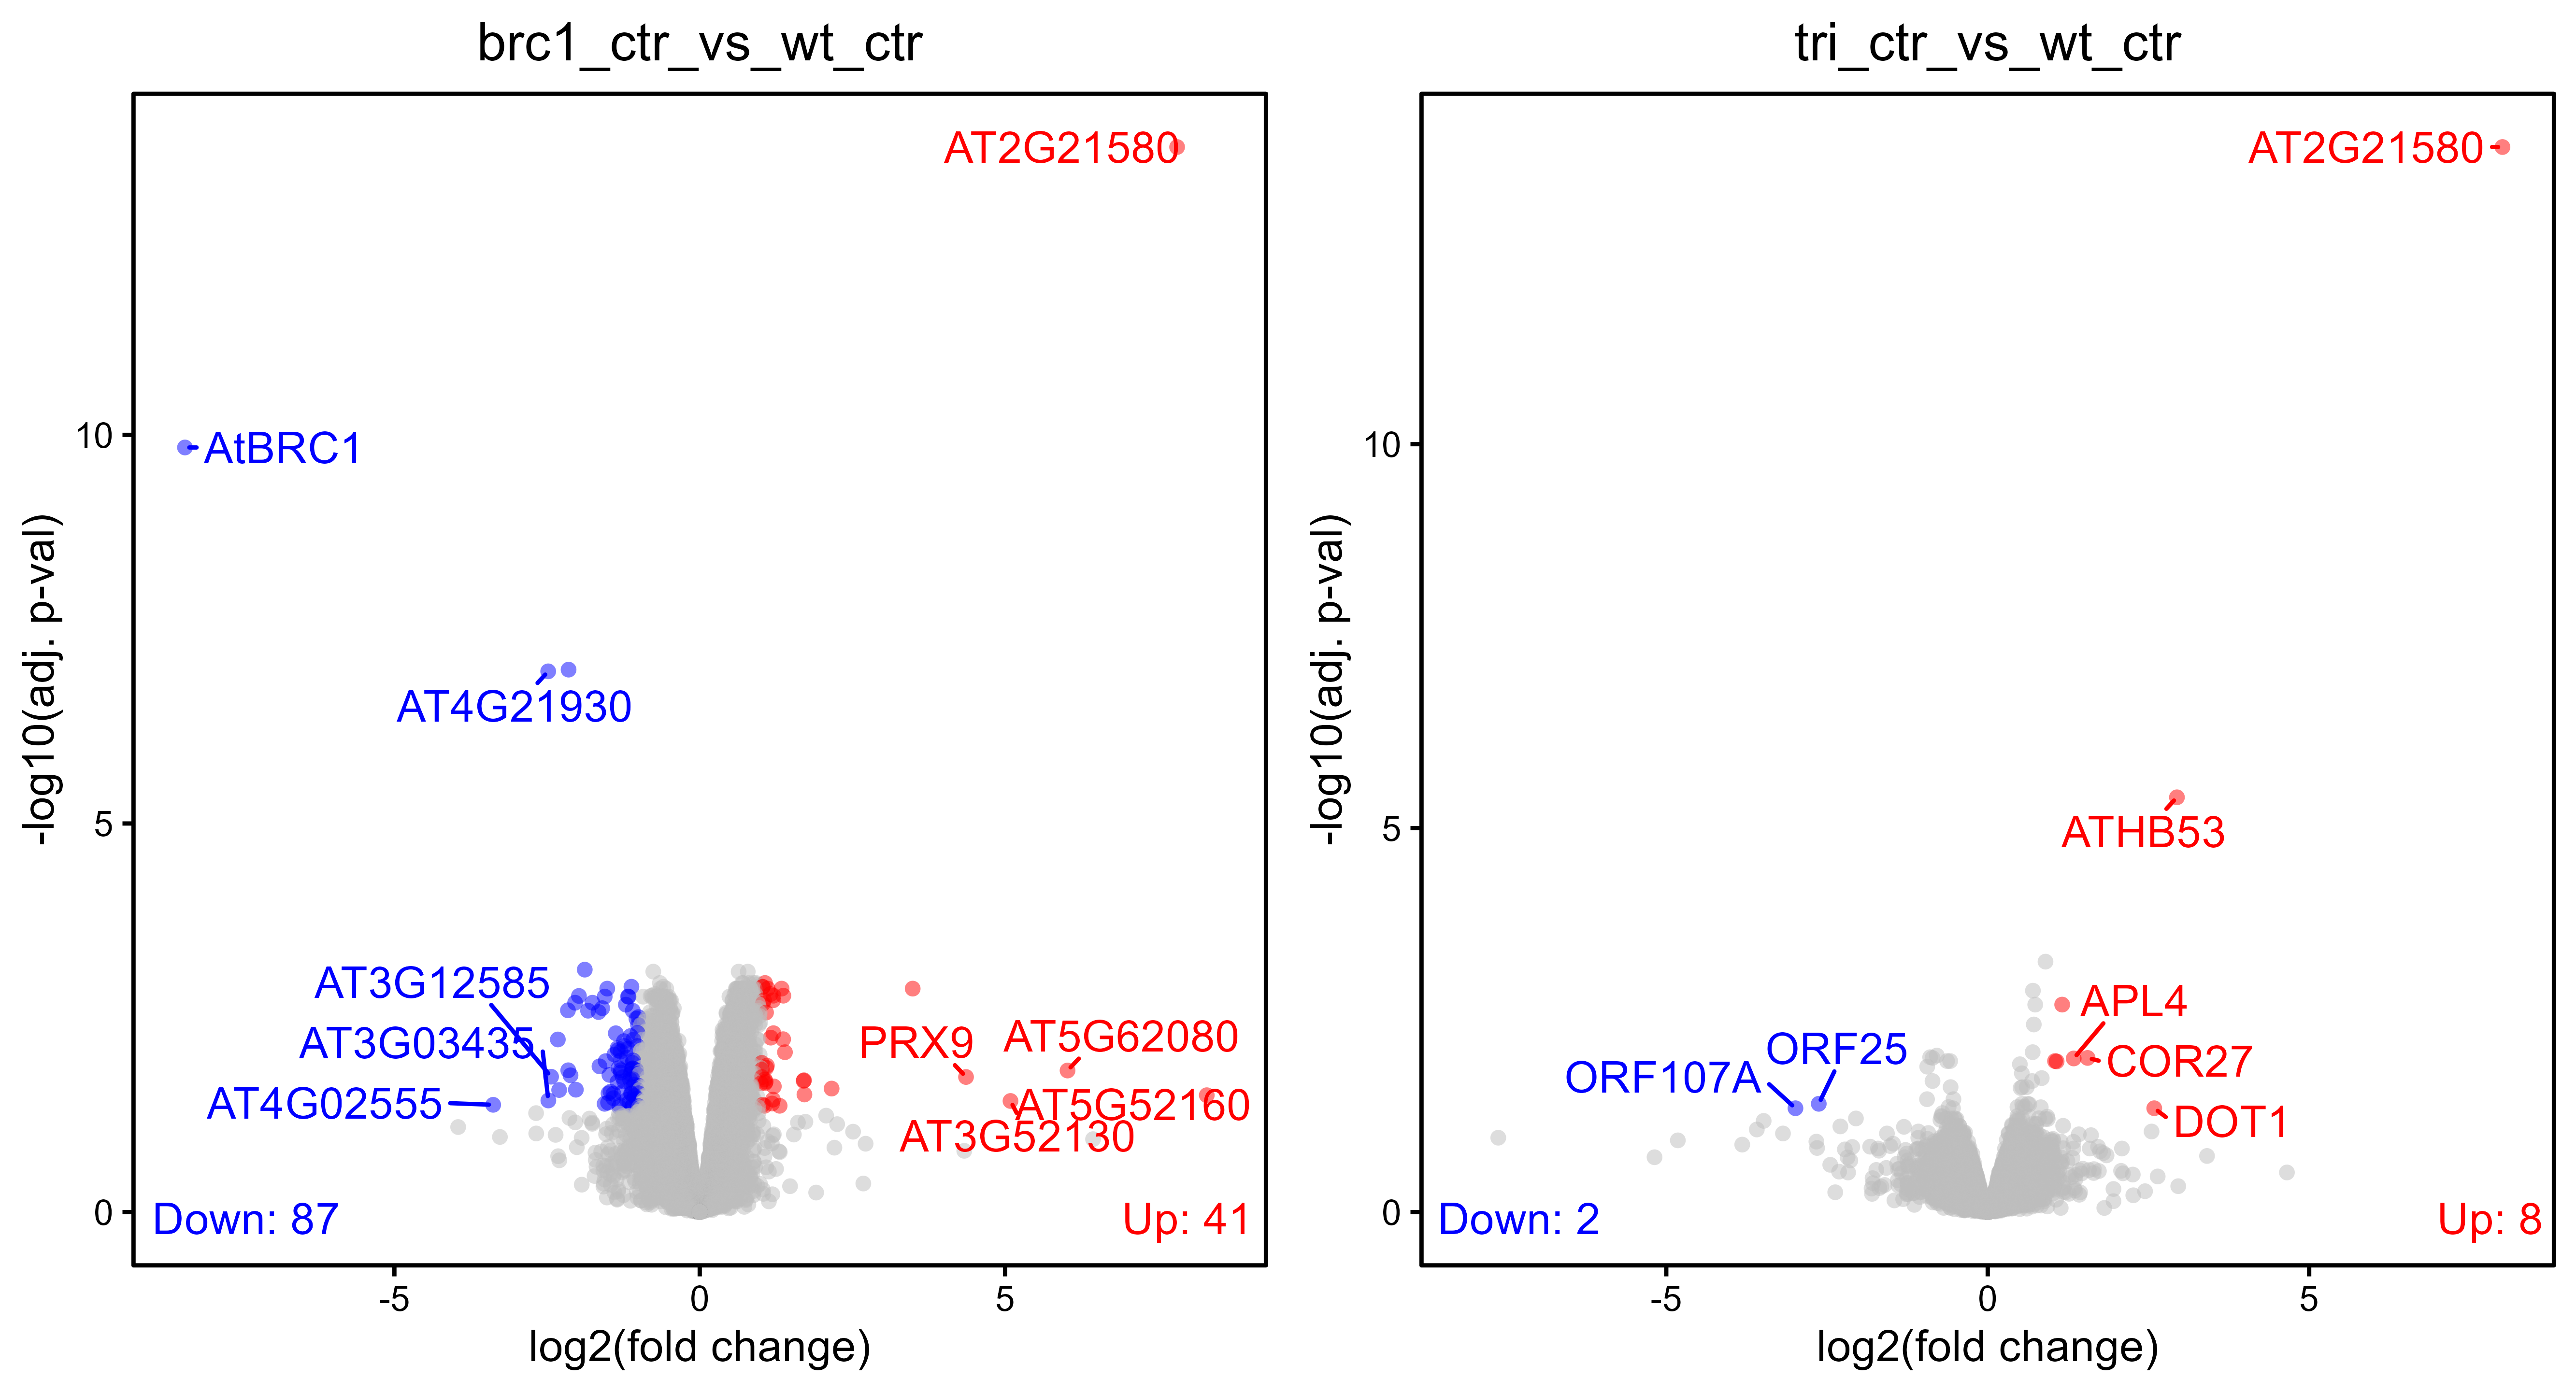 brc1_ctr_vs_wt_ctr
AT2G21580
AtBRC1
AT4G21930
AT3G12585
AT3G03435
AT4G02555
PRX9
AT5G62080
AT5G52160
AT3G52130
Down: 87
Up: 41
10
5
0
-5
0
5
-log10(adj. p-val)
log2(fold change)
tri_ctr_vs_wt_ctr
AT2G21580
ATHB53
APL4
COR27
DOT1
ORF25
ORF107A
Down: 2
Up: 8
10
5
0
-5
0
5
-log10(adj. p-val)
log2(fold change)